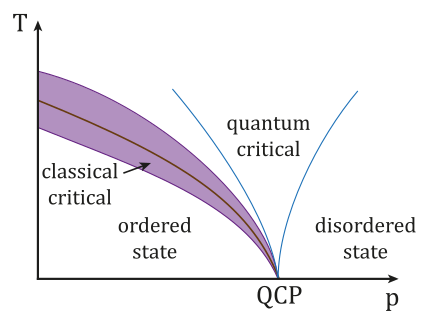 T
quantum
critical
classical
critical
ordered
state
disordered
state
QCP
p